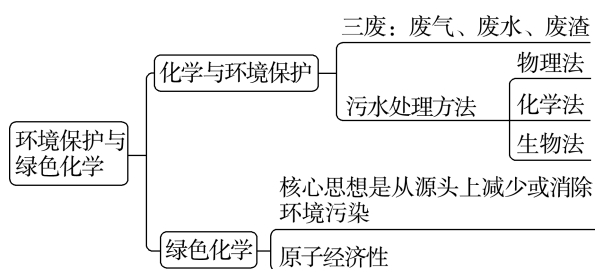 三废：废气、废水、废渣
物理法
化学与环境保护
污水处理方法
化学法
生物法
环境保护与
绿色化学
核心思想是从源头上减少或消除
环境污染
绿色化学
原子经济性